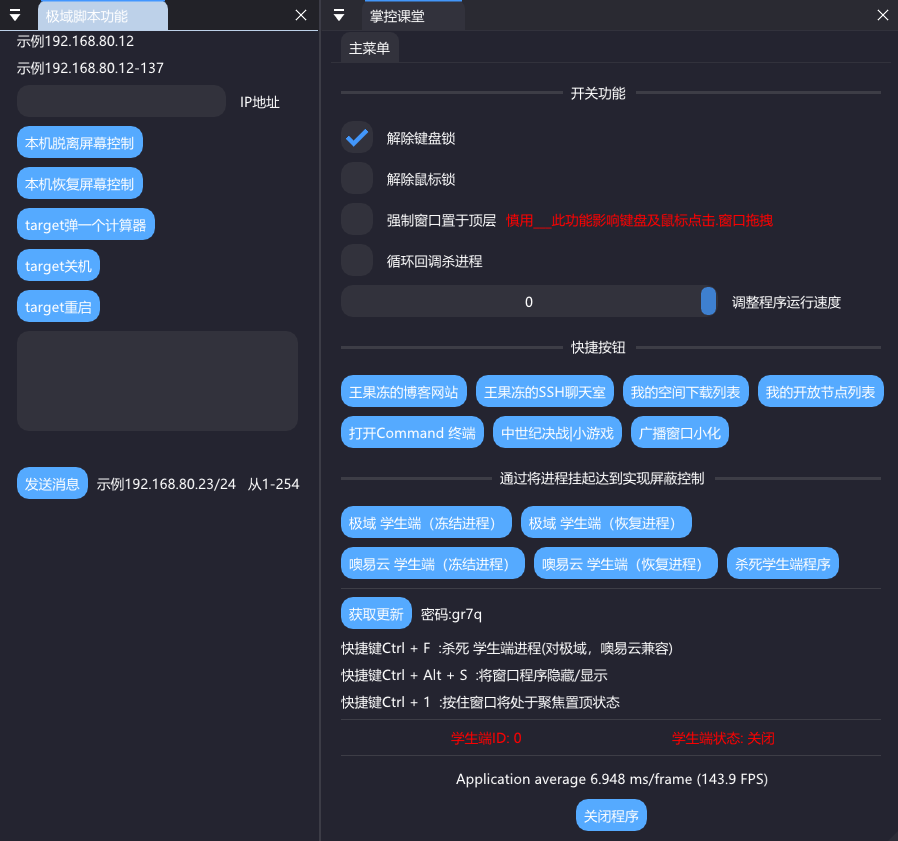 极域脚本功能
示例192.168.80.12
示例192.168.80.12-137
IP地址
本机脱离屏幕控制
本机恢复屏幕控制
target弹一个计算器
target关机
target重启
发送消息 示例192.168.80.23/24 从1-254
掌控课堂
主菜单
开关功能
解除键盘锁
解除鼠标锁
强制窗口置于顶层 慎用___此功能影响键盘及鼠标点击.窗口拖拽
循环回调杀进程
0 调整程序运行速度
快捷按钮
王果冻的博客网站 王果冻的SSH聊天室 我的空间下载列表 我的开放节点列表
打开Command 终端 中世纪决战|小游戏 广播窗口小化
通过将进程挂起达到实现屏蔽控制
极域 学生端（冻结进程） 极域 学生端（恢复进程）
噢易云 学生端（冻结进程） 噢易云 学生端（恢复进程） 杀死学生端程序
获取更新 密码:gr7q
快捷键Ctrl + F :杀死 学生端进程(对极域，噢易云兼容)
快捷键Ctrl + Alt + S :将窗口程序隐藏/显示
快捷键Ctrl + 1 :按住窗口将处于聚焦置顶状态
学生端ID: 0 学生端状态: 关闭
Application average 6.948 ms/frame (143.9 FPS)
关闭程序